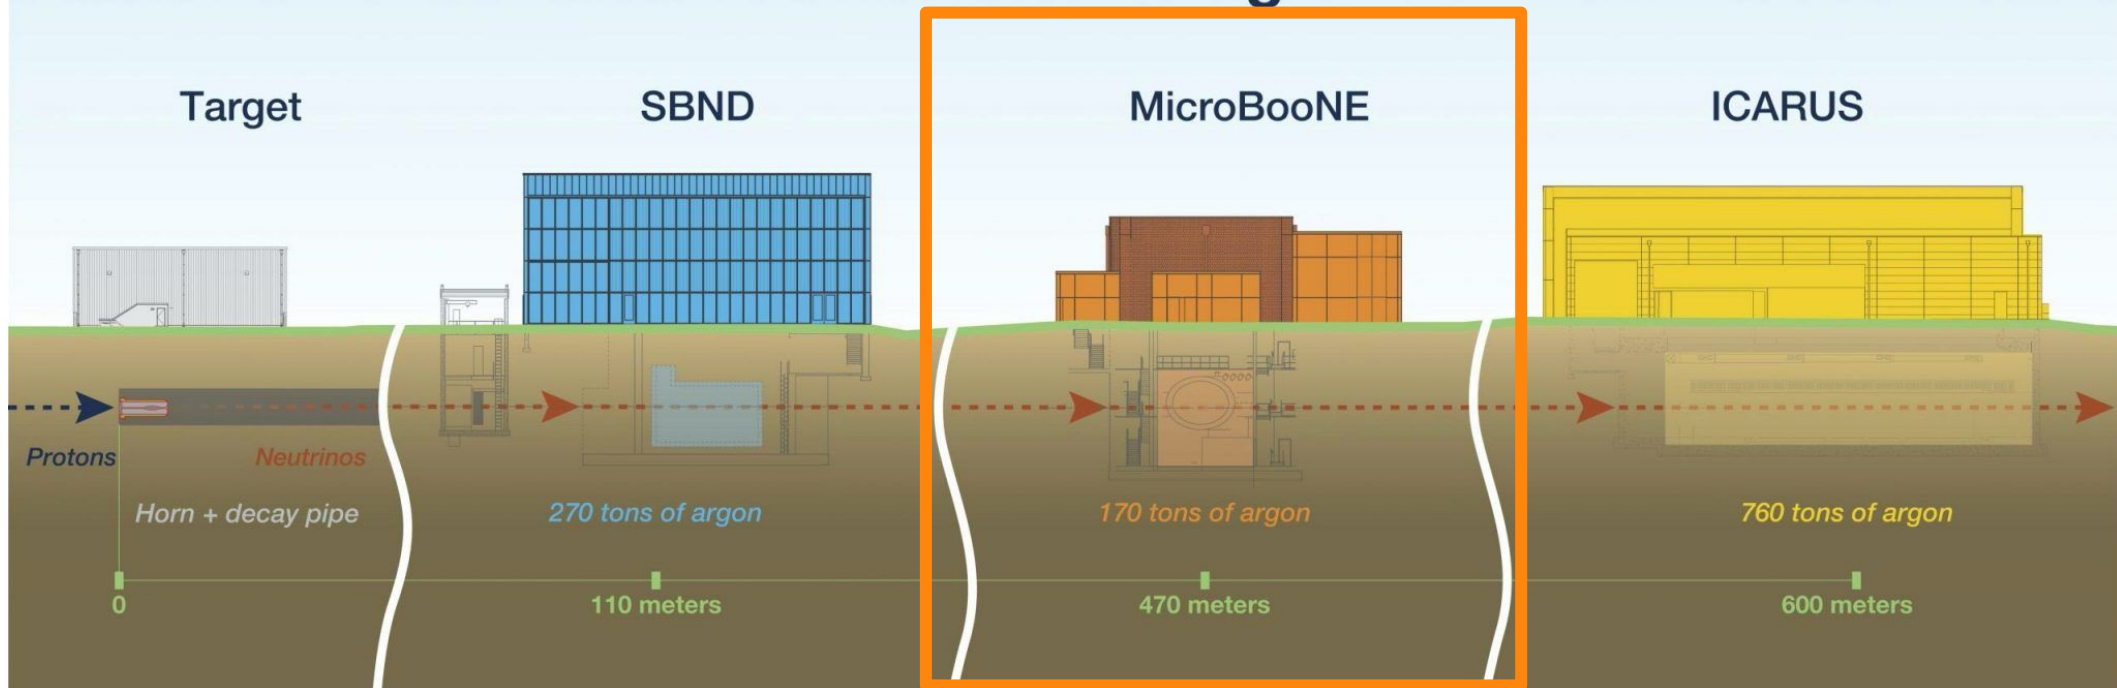 Target
SBND
MicroBooNE
ICARUS
Protons
Neutrinos
Horn + decay pipe
270 tons of argon
170 tons of argon
760 tons of argon
0
110 meters
470 meters
600 meters